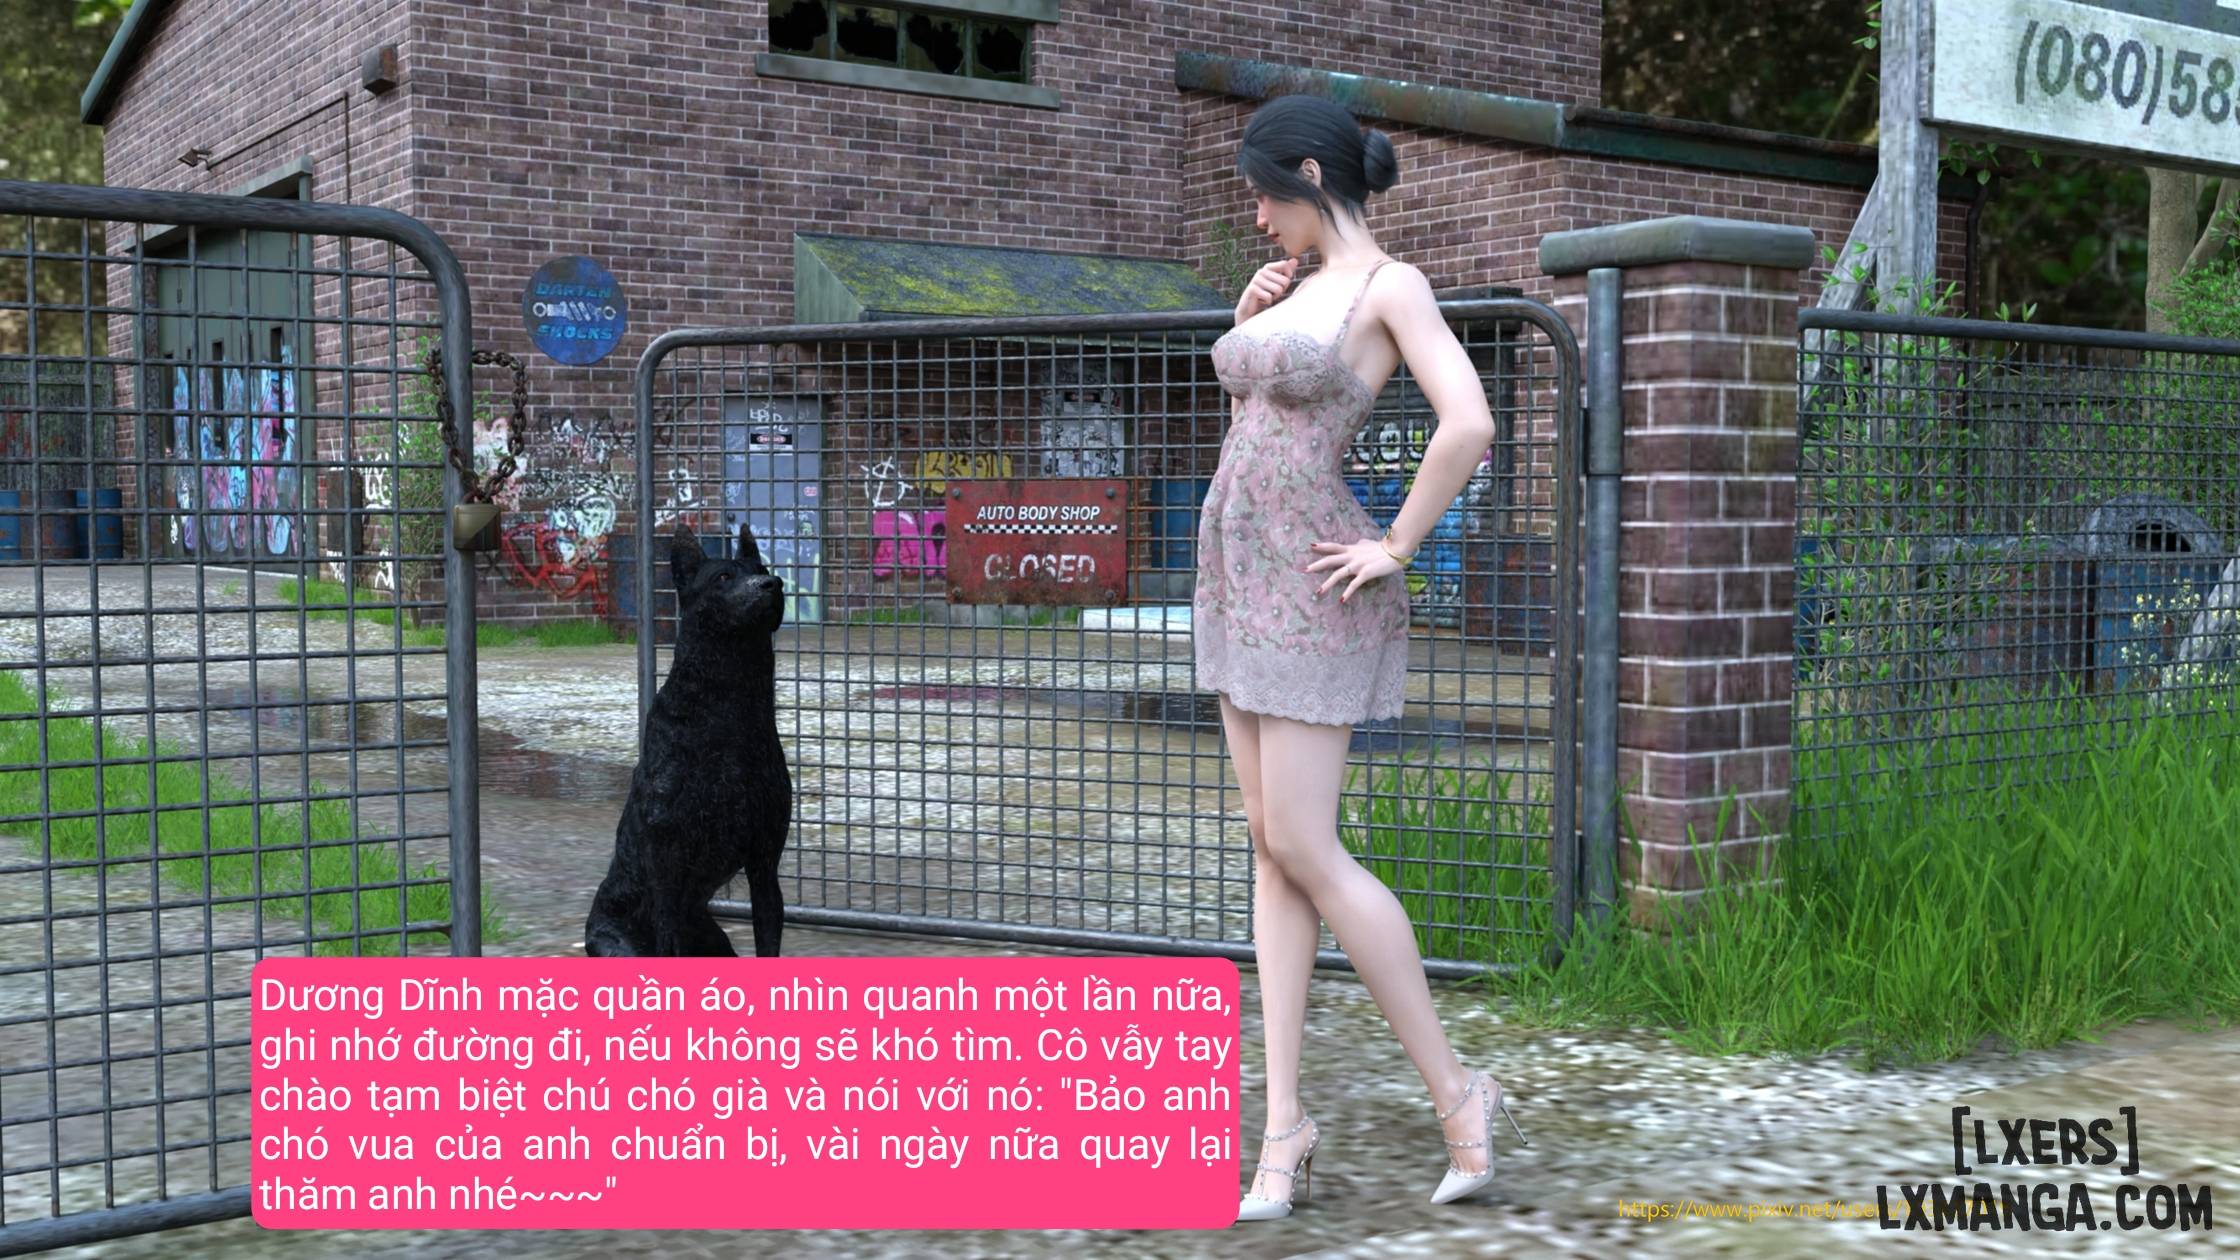 (080)58
DARTEN
SHOCKS
AUTO BODY SHOP
CLOSED
Dương Dĩnh mặc quần áo, nhìn quanh một lần nữa,
ghi nhớ đường đi, nếu không sẽ khó tìm. Cô vẫy tay
chào tạm biệt chú chó già và nói với nó: "Bảo anh
chó vua của anh chuẩn bị, vài ngày nữa quay lại
thăm anh nhé~~~"
[LXERS]
https://www.pixiv.net/users/
LXMANGA.COM